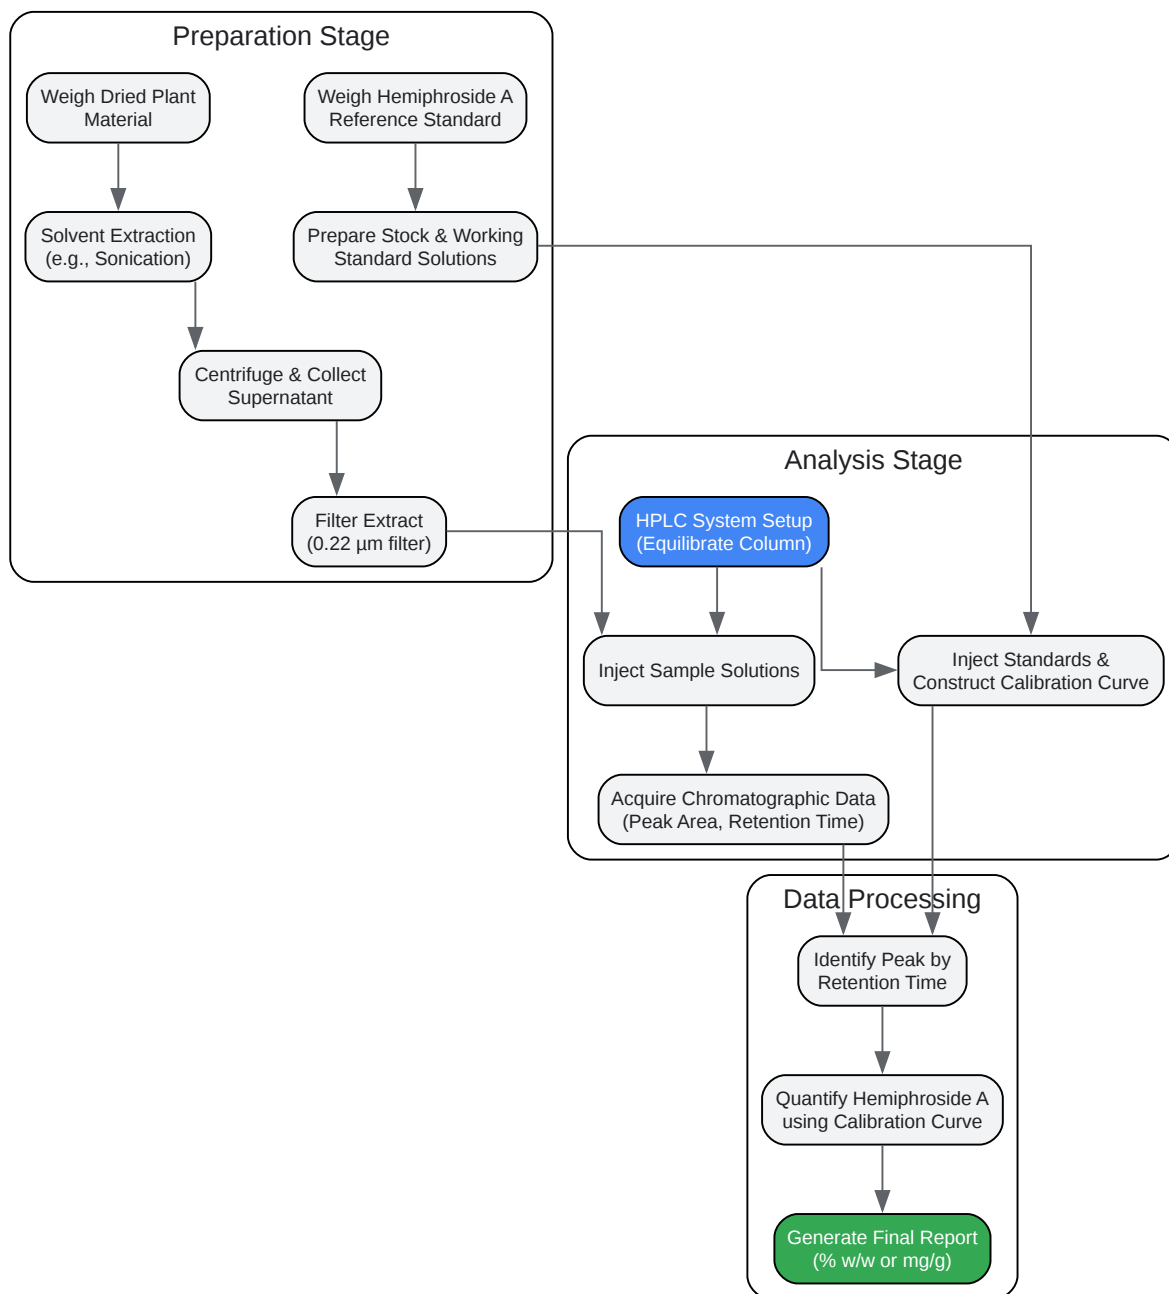 Preparation Stage
Weigh Dried Plant
Material
Weigh Hemiphroside A
Reference Standard
Solvent Extraction
(e.g., Sonication)
Prepare Stock & Working
Standard Solutions
Centrifuge & Collect
Supernatant
Filter Extract
(0.22 µm filter)
Analysis Stage
HPLC System Setup
(Equilibrate Column)
Inject Sample Solutions
Inject Standards &
Construct Calibration Curve
Acquire Chromatographic Data
(Peak Area, Retention Time)
Data Processing
Identify Peak by
Retention Time
Quantify Hemiphroside A
using Calibration Curve
Generate Final Report
(% w/w or mg/g)